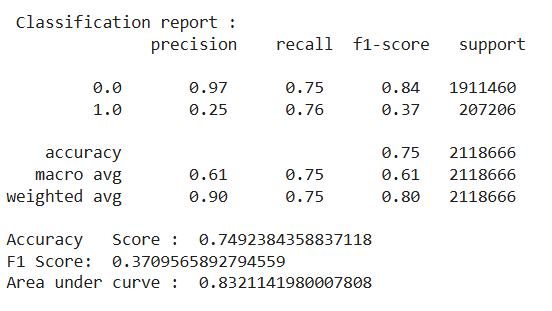 Classification report :
precision recall f1-score support
0.0 0.97 0.75 0.84 1911460
1.0 0.25 0.76 0.37 207206
accuracy 0.75 2118666
macro avg 0.61 0.75 0.61 2118666
weighted avg 0.90 0.75 0.80 2118666
Accuracy Score : 0.7492384358837118
F1 Score: 0.3709565892794559
Area under curve : 0.8321141980007808